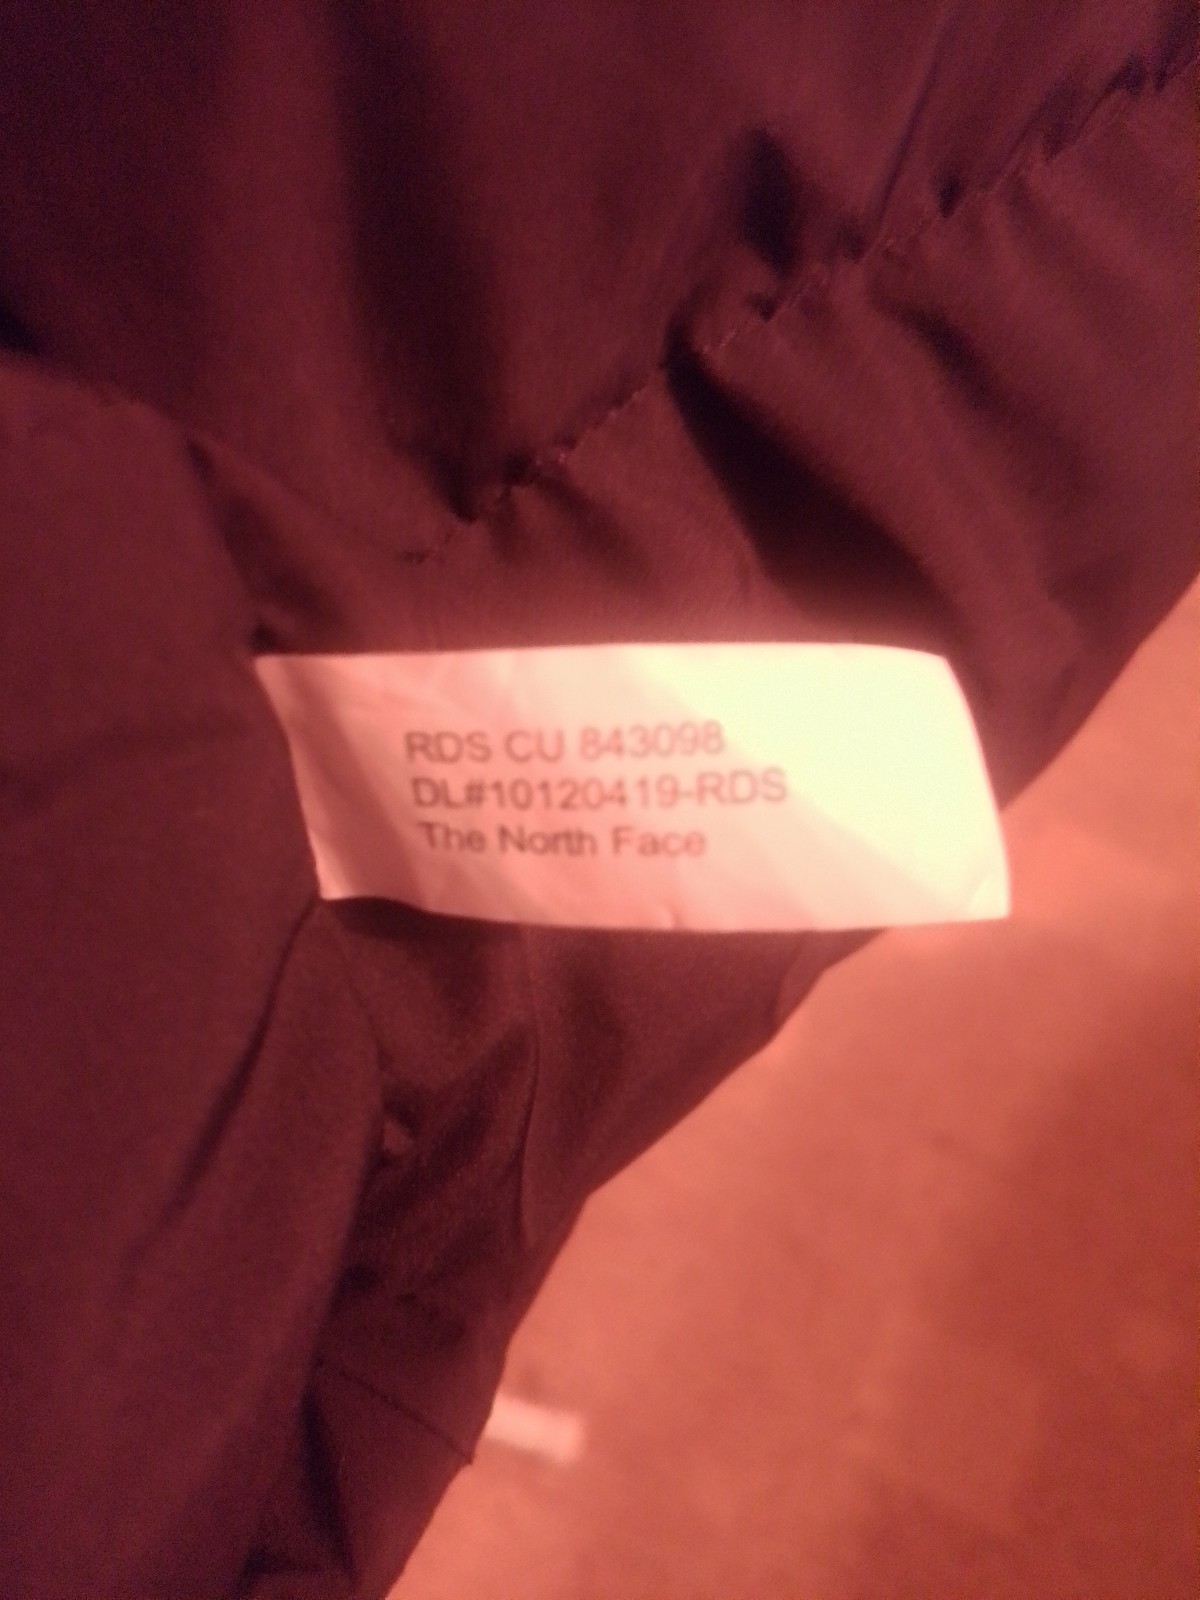 RDS CU 843098
DL#10120419-RDS
The North Face